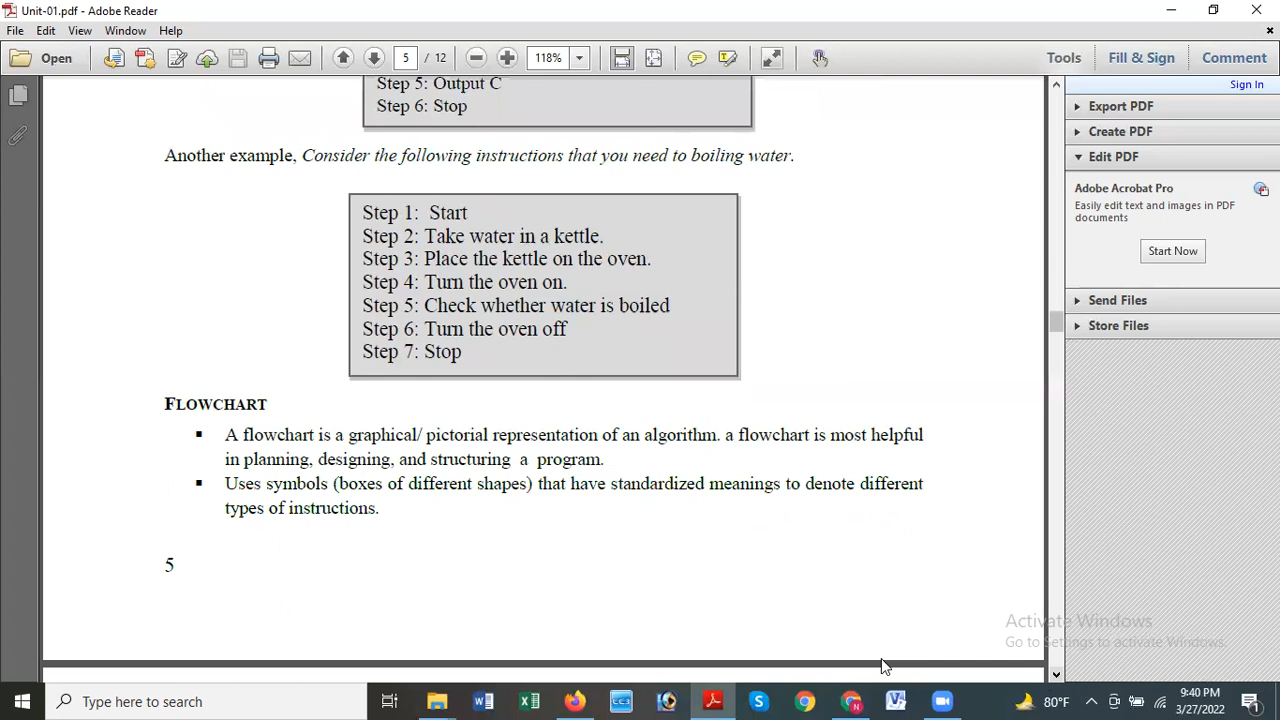 Unit-01.pdf - Adobe Reader
File Edit View Window Help
Open 5 / 12 118% Tools Fill & Sign Comment
Sign In
Export PDF
Create PDF
Edit PDF
Adobe Acrobat Pro
Easily edit text and images in PDF
documents
Start Now
Send Files
Store Files
Step 5: Output C
Step 6: Stop
Another example, Consider the following instructions that you need to boiling water.
Step 1: Start
Step 2: Take water in a kettle.
Step 3: Place the kettle on the oven.
Step 4: Turn the oven on.
Step 5: Check whether water is boiled
Step 6: Turn the oven off
Step 7: Stop
FLOWCHART
▪ A flowchart is a graphical/ pictorial representation of an algorithm. a flowchart is most helpful
in planning, designing, and structuring a program.
▪ Uses symbols (boxes of different shapes) that have standardized meanings to denote different
types of instructions.
5
Activate Windows
Go to Settings to activate Windows.
Type here to search
80°F
9:40 PM
3/27/2022
1